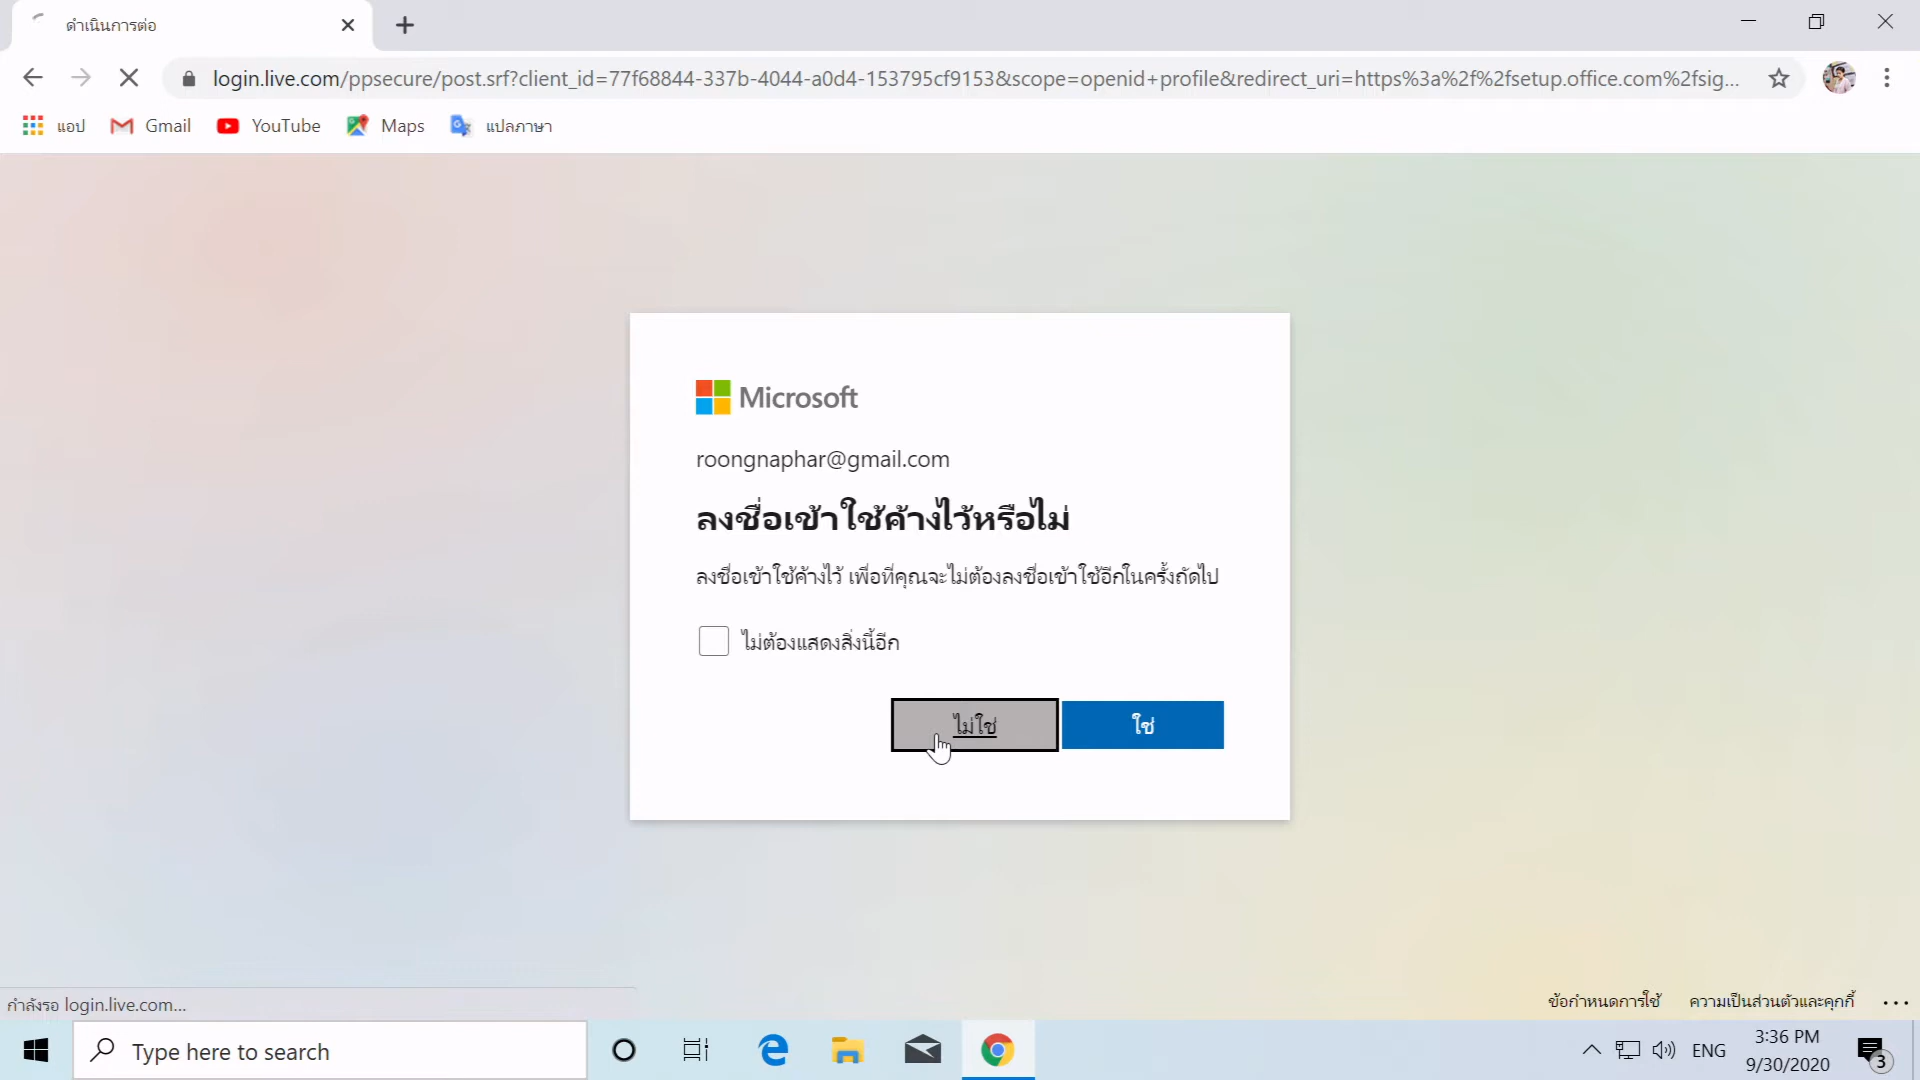 ดำเนินการต่อ
login.live.com/ppsecure/post.srf?client_id=77f68844-337b-4044-a0d4-153795cf9153&scope=openid+profile&redirect_uri=https%3a%2f%2fsetup.office.com%2fsig...
แอป Gmail YouTube Maps แปลภาษา
Microsoft
roongnaphar@gmail.com
ลงชื่อเข้าใช้ค้างไว้หรือไม่
ลงชื่อเข้าใช้ค้างไว้ เพื่อที่คุณจะไม่ต้องลงชื่อเข้าใช้อีกในครั้งถัดไป
ไม่ต้องแสดงสิ่งนี้อีก
ไม่ใช่ ใช่
กำลังรอ login.live.com...
ข้อกำหนดการใช้ ความเป็นส่วนตัวและคุกกี้ ...
Type here to search
ENG
3:36 PM
9/30/2020
3